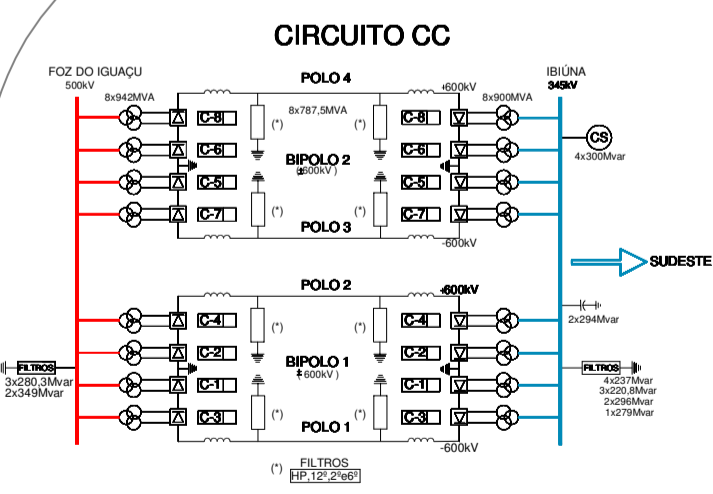 CIRCUITO CC
FOZ DO IGUAÇU
500kV
8x942MVA
POLO 4
+600kV
8x900MVA
IBIÚNA
345kV
C-8
(*)
8x787,5MVA
(*)
C-8
CS
4x300Mvar
C-6
BIPOLO 2
(±600kV )
C-6
C-5
C-5
C-7
(*)
(*)
C-7
POLO 3
-600kV
SUDESTE
POLO 2
+600kV
C-4
(*)
(*)
C-4
2x294Mvar
C-2
BIPOLO 1
(±600kV )
C-2
FILTROS
3x280,3Mvar
2x349Mvar
C-1
C-1
FILTROS
4x237Mvar
3x220,8Mvar
2x296Mvar
1x279Mvar
C-3
(*)
(*)
C-3
POLO 1
-600kV
(*)
FILTROS
HP,12º,2ºe6º